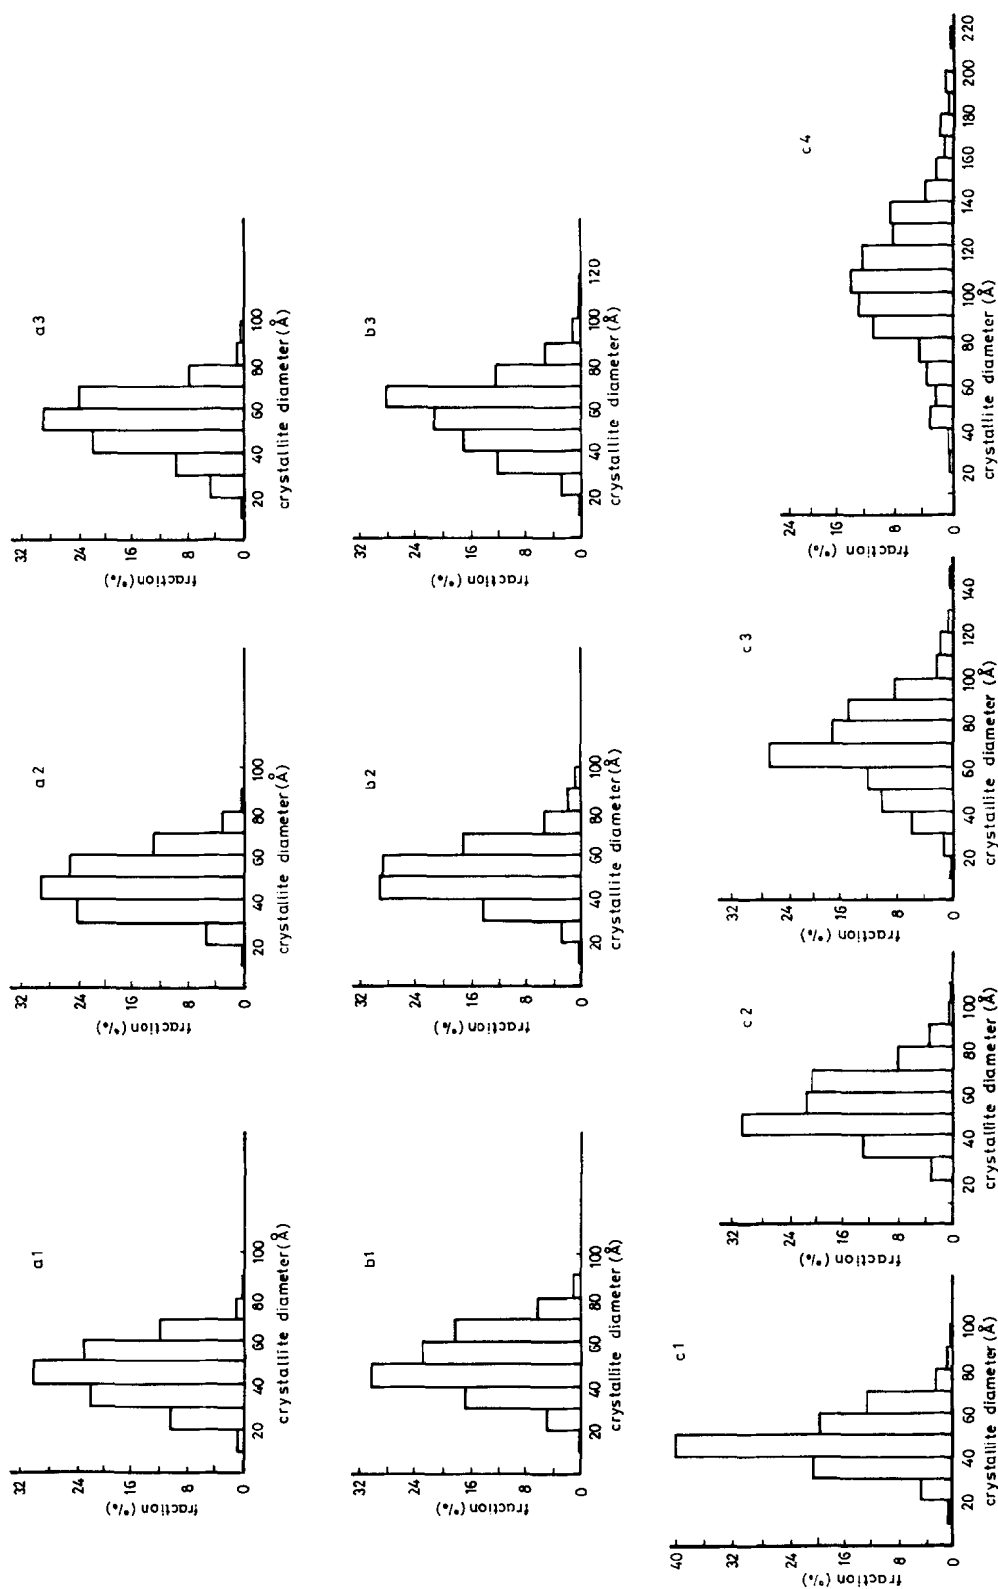 a1
fraction (%)
32
24
16
8
0
20 40 60 80 100
crystallite diameter (Å)
a2
fraction (%)
32
24
16
8
0
20 40 60 80 100
crystallite diameter (Å)
a3
fraction (%)
32
24
16
8
0
20 40 60 80 100
crystallite diameter (Å)
b1
fraction (%)
32
24
16
8
0
20 40 60 80 100
crystallite diameter (Å)
b2
fraction (%)
32
24
16
8
0
20 40 60 80 100
crystallite diameter (Å)
b3
fraction (%)
32
24
16
8
0
20 40 60 80 100 120
crystallite diameter (Å)
c1
fraction (%)
40
32
24
16
8
0
20 40 60 80 100
crystallite diameter (Å)
c2
fraction (%)
32
24
16
8
0
20 40 60 80 100
crystallite diameter (Å)
c3
fraction (%)
32
24
16
8
0
20 40 60 80 100 120 140
crystallite diameter (Å)
c4
fraction (%)
24
16
8
0
20 40 60 80 100 120 140 160 180 200 220
crystallite diameter (Å)